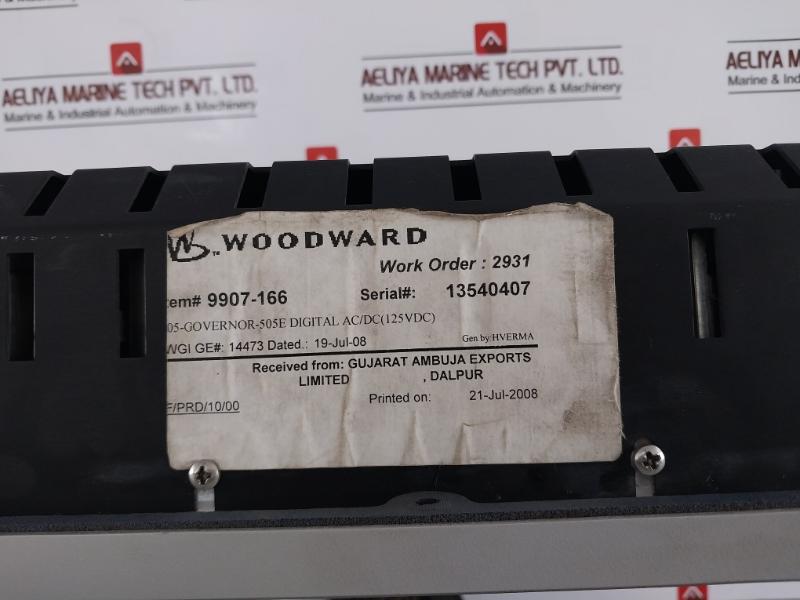 AELIYA MARINE TECH PVT. LTD.
Marine & Industrial Automation & Machinery
AELIYA MARINE TECH PVT. LTD.
Marine & Industrial Automation & Machinery
AELIYA MAR
Marine & Industrial
WOODWARD
Work Order : 2931
tem# 9907-166 Serial#: 13540407
05-GOVERNOR-505E DIGITAL AC/DC(125VDC)
WGI GE#: 14473 Dated.: 19-Jul-08 Gen by:HVERMA
Received from: GUJARAT AMBUJA EXPORTS
LIMITED , DALPUR
F/PRD/10/00 Printed on: 21-Jul-2008